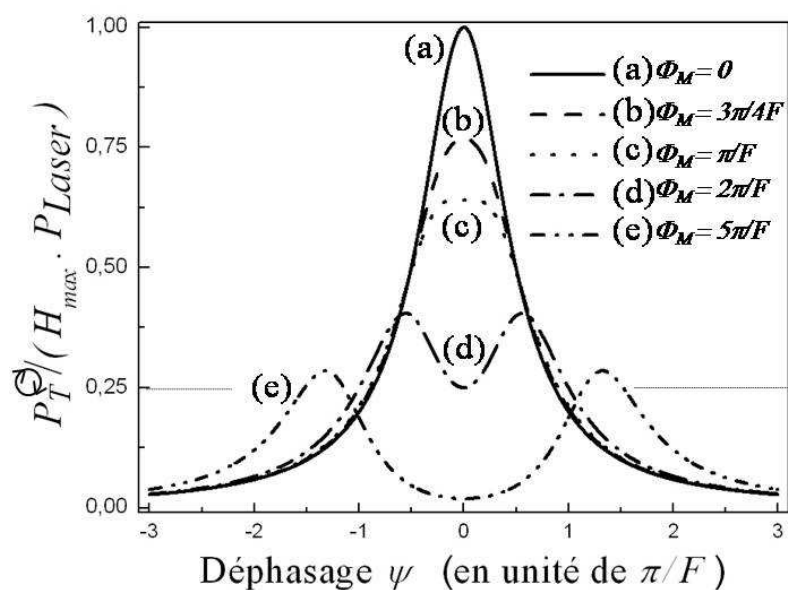 1,00
0,75
0,50
0,25
0,00
(a)
(b)
(c)
(d)
(e)
(a) Φ_M = 0
(b) Φ_M = 3π/4F
(c) Φ_M = π/F
(d) Φ_M = 2π/F
(e) Φ_M = 5π/F
-3 -2 -1 0 1 2 3
Déphasage ψ (en unité de π/F)
P_T /(H_max . P_Laser)